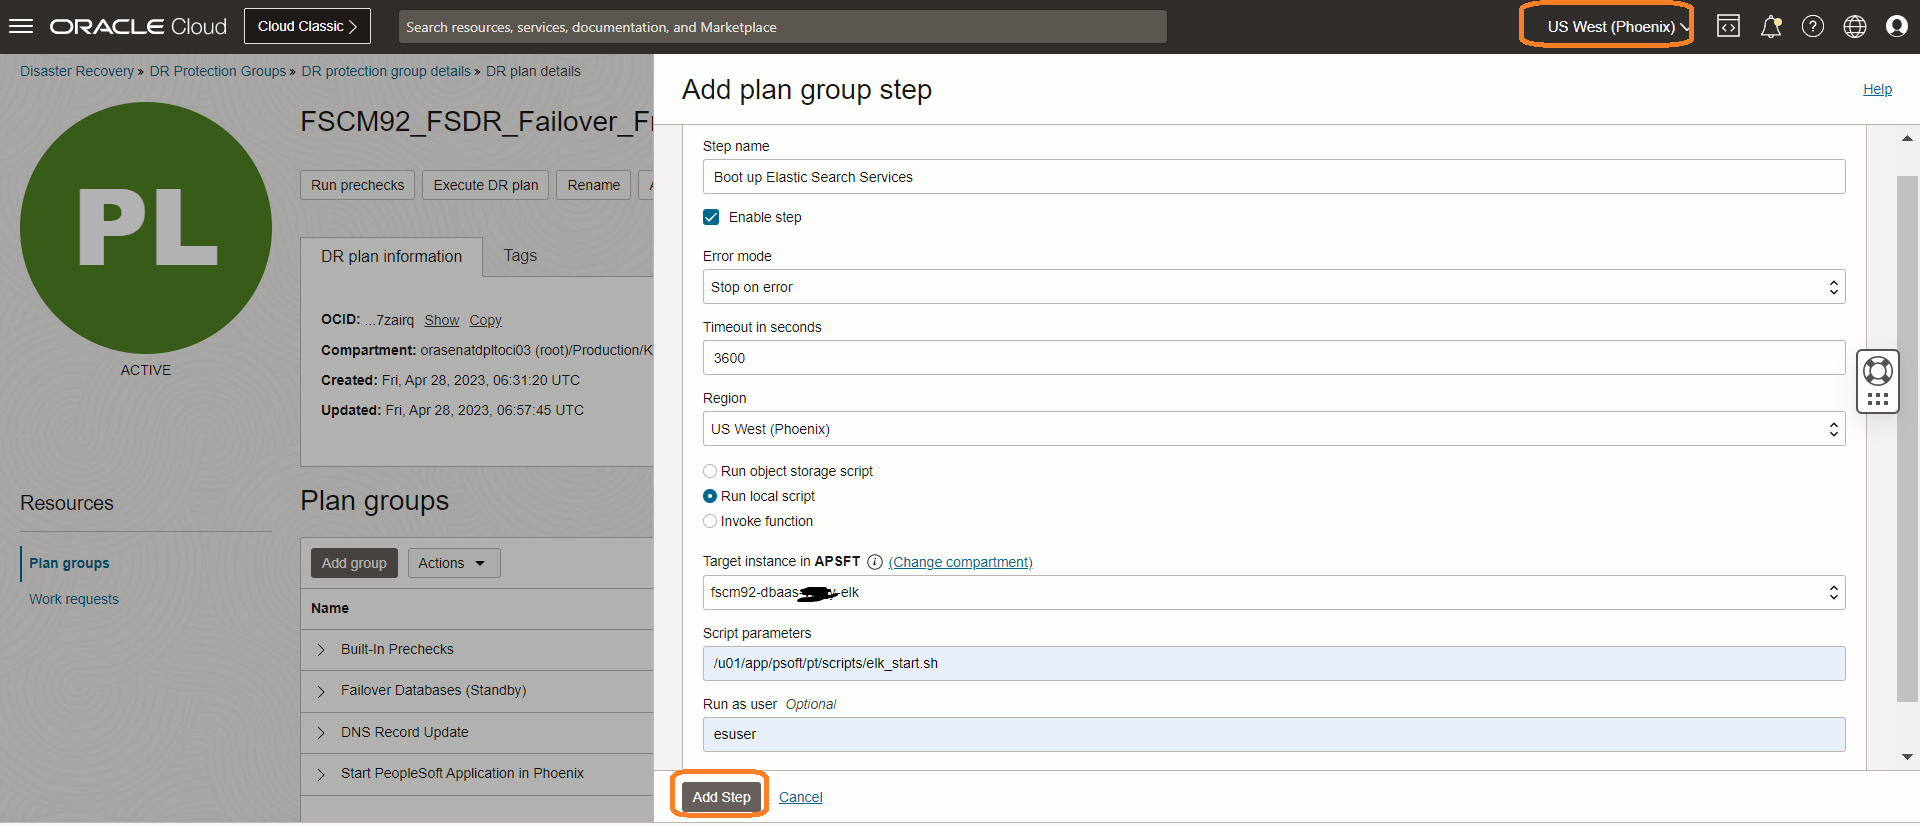 ORACLE Cloud
Cloud Classic
Search resources, services, documentation, and Marketplace
US West (Phoenix)
Disaster Recovery » DR Protection Groups » DR protection group details » DR plan details
PL
ACTIVE
FSCM92_FSDR_Failover_
Run prechecks
Execute DR plan
Rename
DR plan information
Tags
OCID: ...7zairq Show Copy
Compartment: orasenatdpltoci03 (root)/Production/K
Created: Fri, Apr 28, 2023, 06:31:20 UTC
Updated: Fri, Apr 28, 2023, 06:57:45 UTC
Resources
Plan groups
Work requests
Plan groups
Add group
Actions
Name
Built-In Prechecks
Failover Databases (Standby)
DNS Record Update
Start PeopleSoft Application in Phoenix
Add plan group step
Help
Step name
Boot up Elastic Search Services
Enable step
Error mode
Stop on error
Timeout in seconds
3600
Region
US West (Phoenix)
Run object storage script
Run local script
Invoke function
Target instance in APSFT (Change compartment)
fscm92-dbaas -elk
Script parameters
/u01/app/psoft/pt/scripts/elk_start.sh
Run as user Optional
esuser
Add Step
Cancel